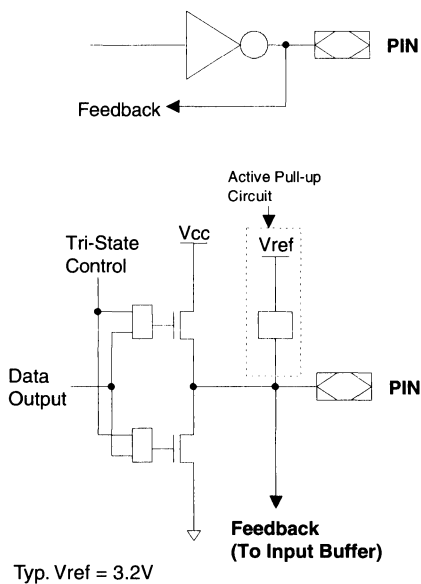 PIN
Feedback
Active Pull-up
Circuit
Vcc
Vref
Tri-State
Control
Data
Output
PIN
Feedback
(To Input Buffer)
Typ. Vref = 3.2V